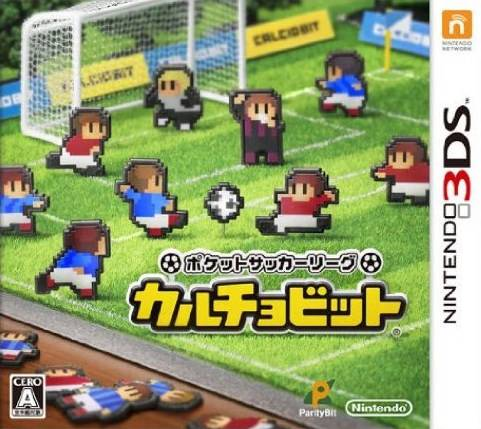 CALCIOBIT
CALCIOBIT
NINTENDO
NETWORK
NINTENDO 3DS™
ポケットサッカーリーグ
カルチョビット®
CERO
A
ParityBit
Nintendo®